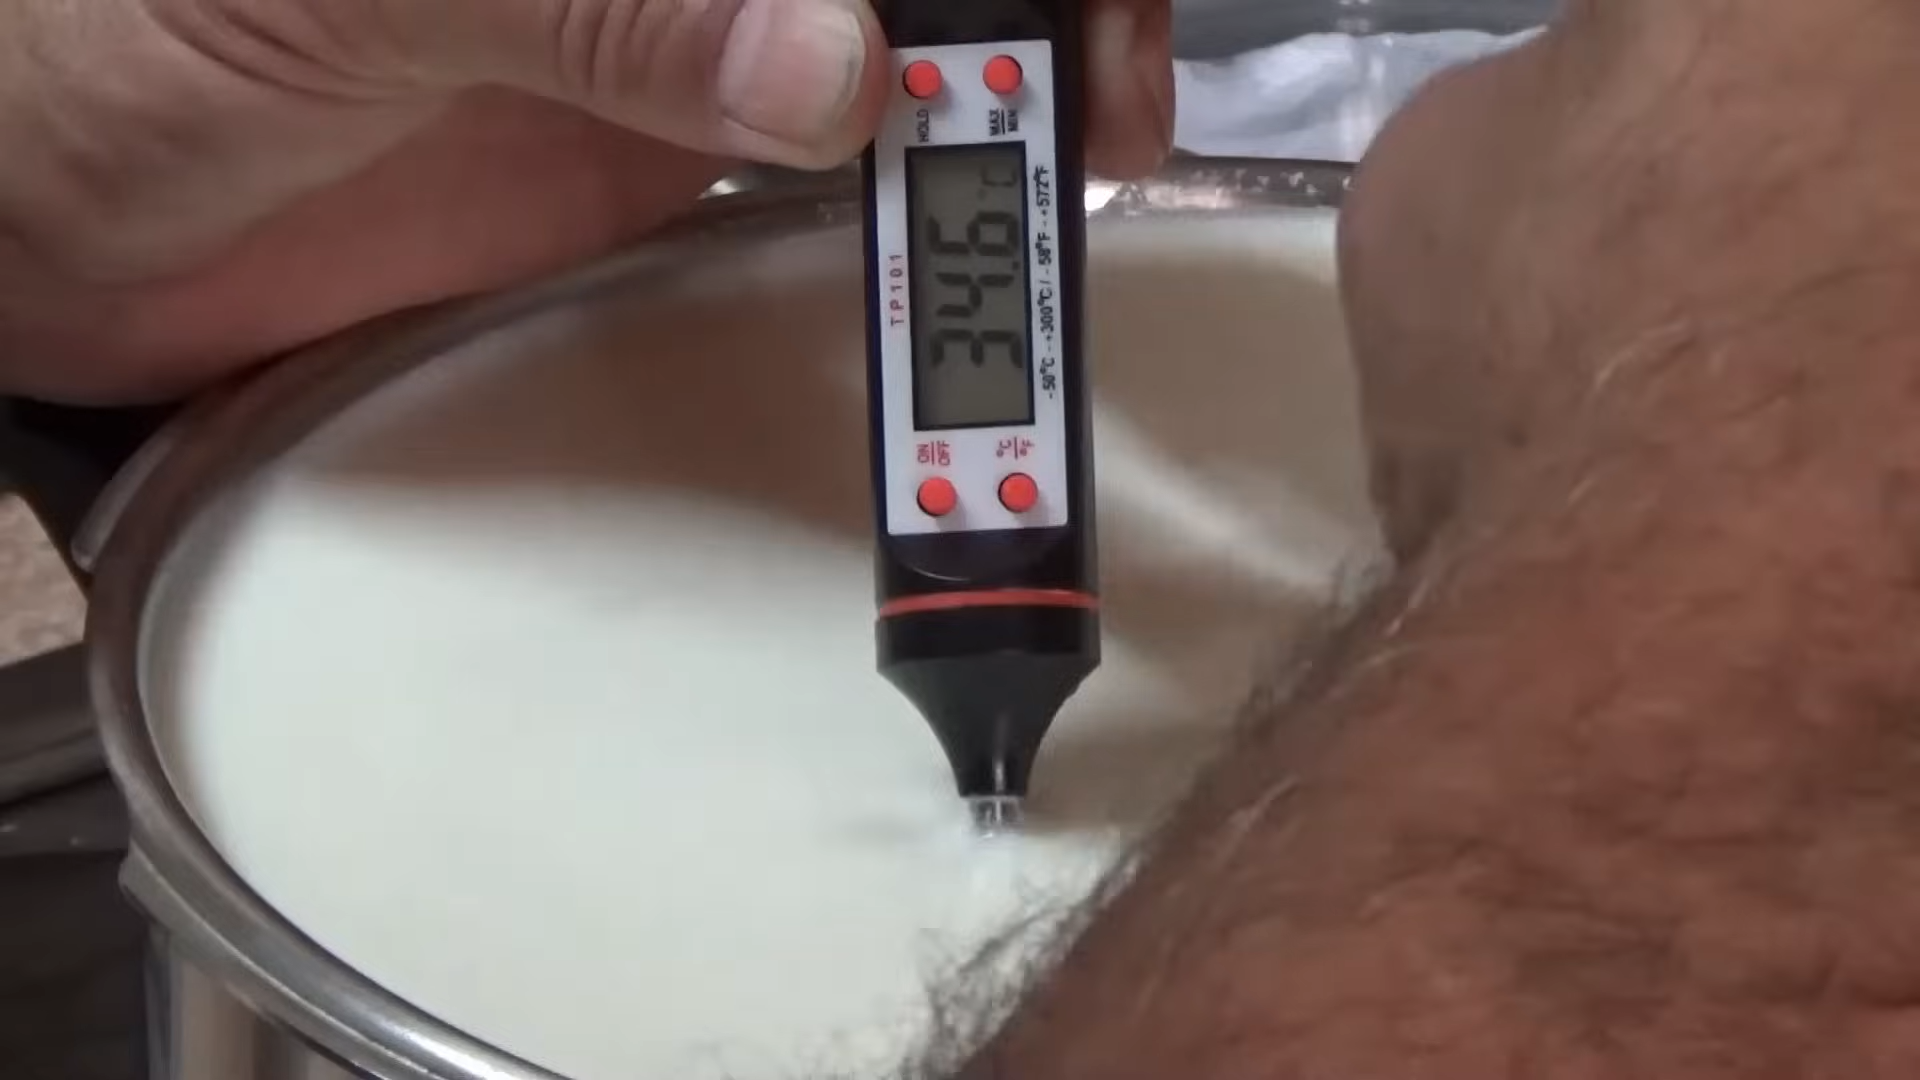 HOLD
MAX
MIN
34.6 °C
TP101
-50°C - +300°C / - 58°F - +572°F
ON
OFF
°C
°F